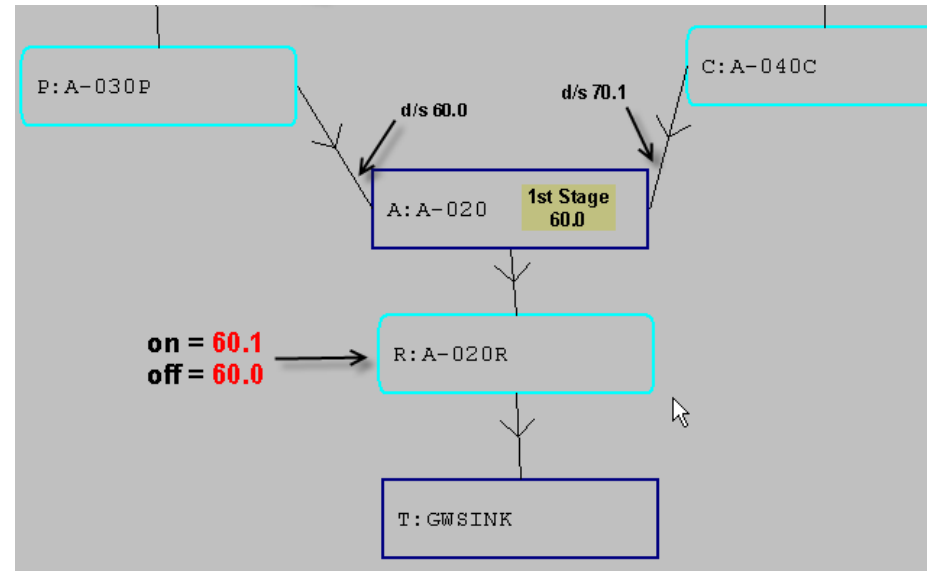 P:A-030P
C:A-040C
d/s 60.0
d/s 70.1
A:A-020
1st Stage
60.0
on = 60.1
off = 60.0
R:A-020R
T:GWSINK